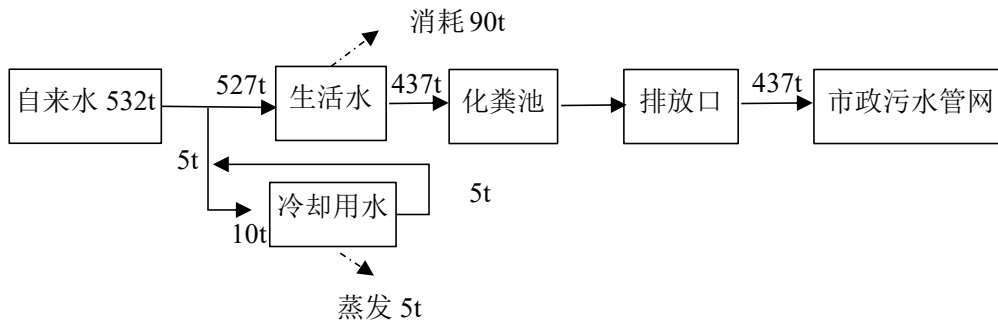 消耗 90t
自来水 532t
527t
生活水
437t
化粪池
排放口
437t
市政污水管网
5t
5t
冷却用水
10t
蒸发 5t